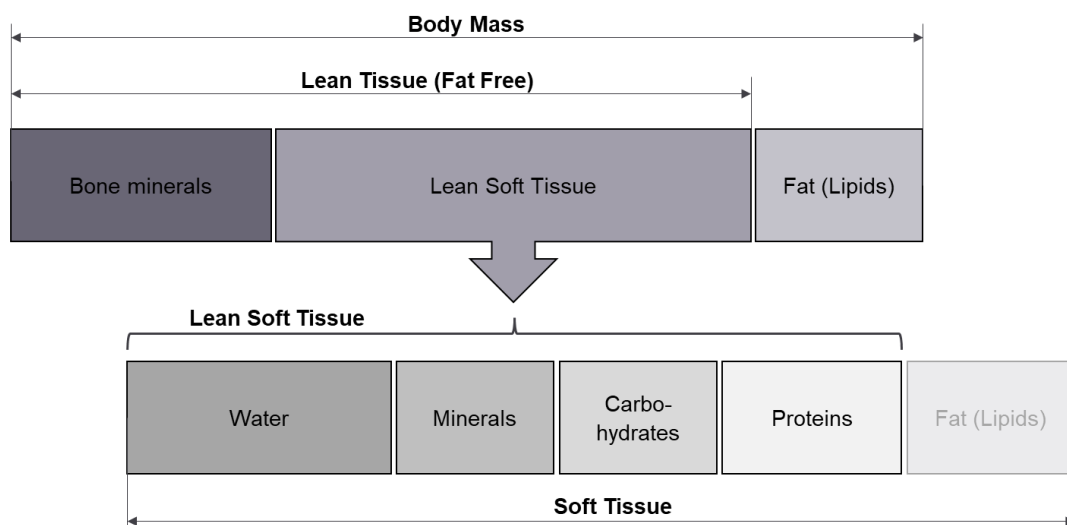 Body Mass
Lean Tissue (Fat Free)
Bone minerals
Lean Soft Tissue
Fat (Lipids)
Lean Soft Tissue
Water
Minerals
Carbo-
hydrates
Proteins
Fat (Lipids)
Soft Tissue